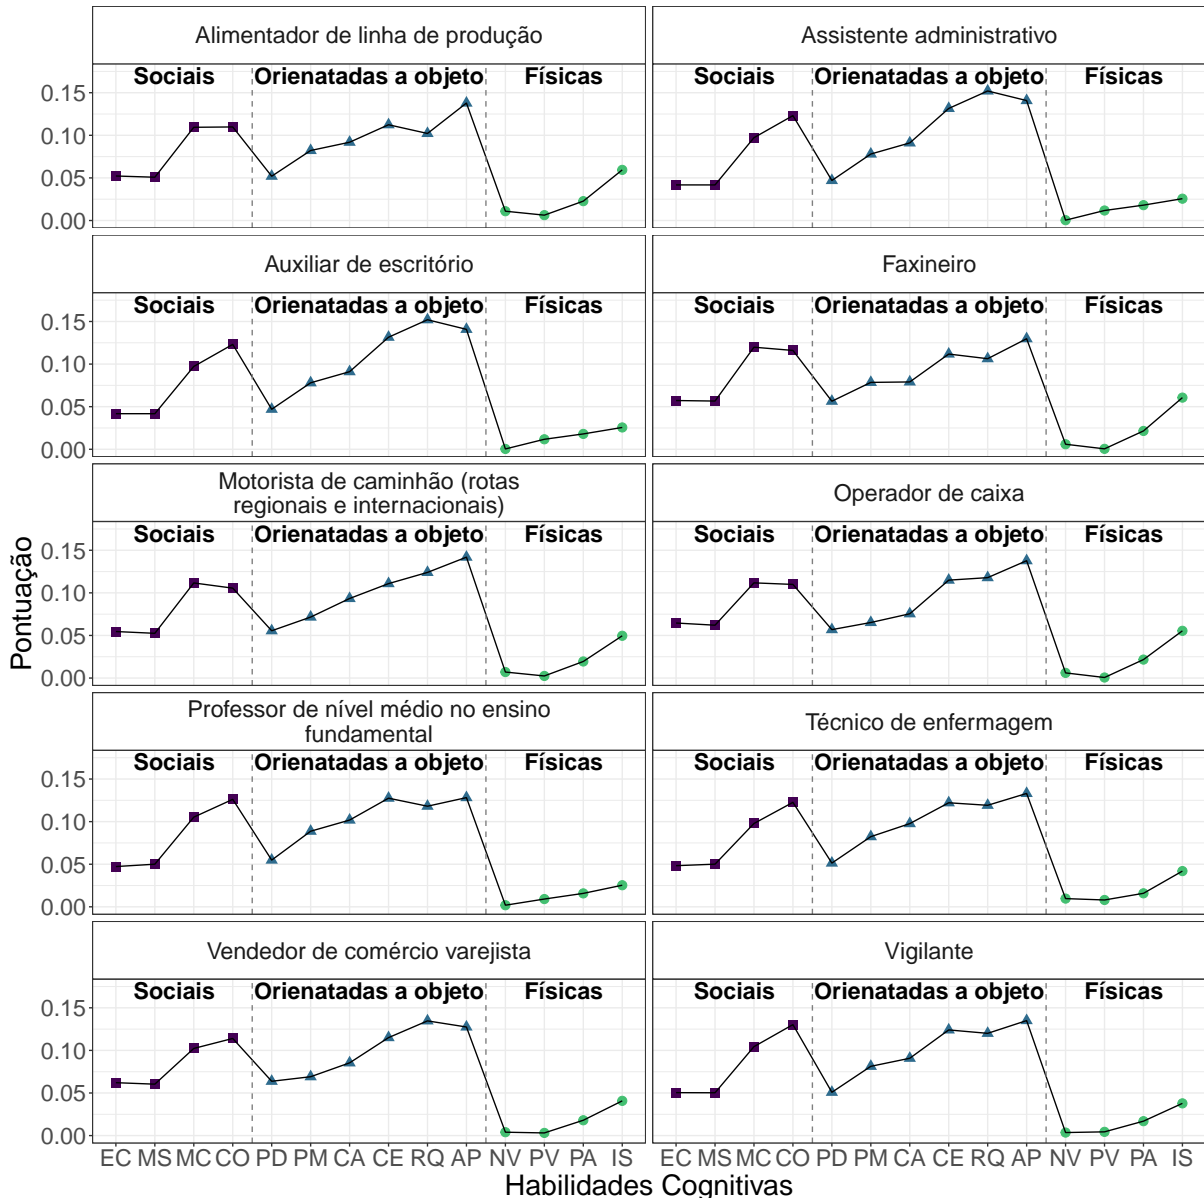 Alimentador de linha de produção
Assistente administrativo
Sociais Orienatadas a objeto Físicas
Sociais Orienatadas a objeto Físicas
0.15
0.10
0.05
0.00
Auxiliar de escritório
Faxineiro
Sociais Orienatadas a objeto Físicas
Sociais Orienatadas a objeto Físicas
0.15
0.10
0.05
0.00
Motorista de caminhão (rotas
regionais e internacionais)
Operador de caixa
Sociais Orienatadas a objeto Físicas
Sociais Orienatadas a objeto Físicas
0.15
0.10
0.05
0.00
Pontuação
Professor de nível médio no ensino
fundamental
Técnico de enfermagem
Sociais Orienatadas a objeto Físicas
Sociais Orienatadas a objeto Físicas
0.15
0.10
0.05
0.00
Vendedor de comércio varejista
Vigilante
Sociais Orienatadas a objeto Físicas
Sociais Orienatadas a objeto Físicas
0.15
0.10
0.05
0.00
EC MS MC CO PD PM CA CE RQ AP NV PV PA IS
EC MS MC CO PD PM CA CE RQ AP NV PV PA IS
Habilidades Cognitivas